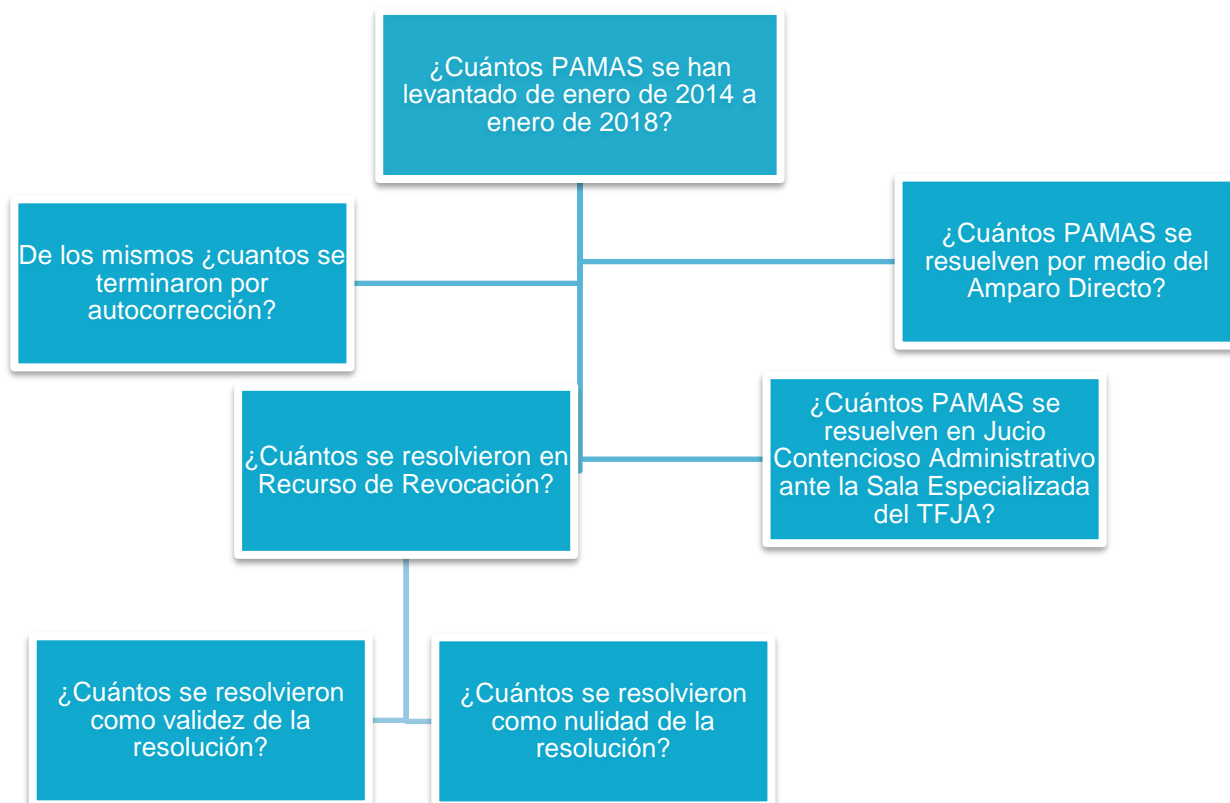 ¿Cuántos PAMAS se han
levantado de enero de 2014 a
enero de 2018?
De los mismos ¿cuantos se
terminaron por
autocorrección?
¿Cuántos PAMAS se
resuelven por medio del
Amparo Directo?
¿Cuántos se resolvieron en
Recurso de Revocación?
¿Cuántos PAMAS se
resuelven en Jucio
Contencioso Administrativo
ante la Sala Especializada
del TFJA?
¿Cuántos se resolvieron
como validez de la
resolución?
¿Cuántos se resolvieron
como nulidad de la
resolución?